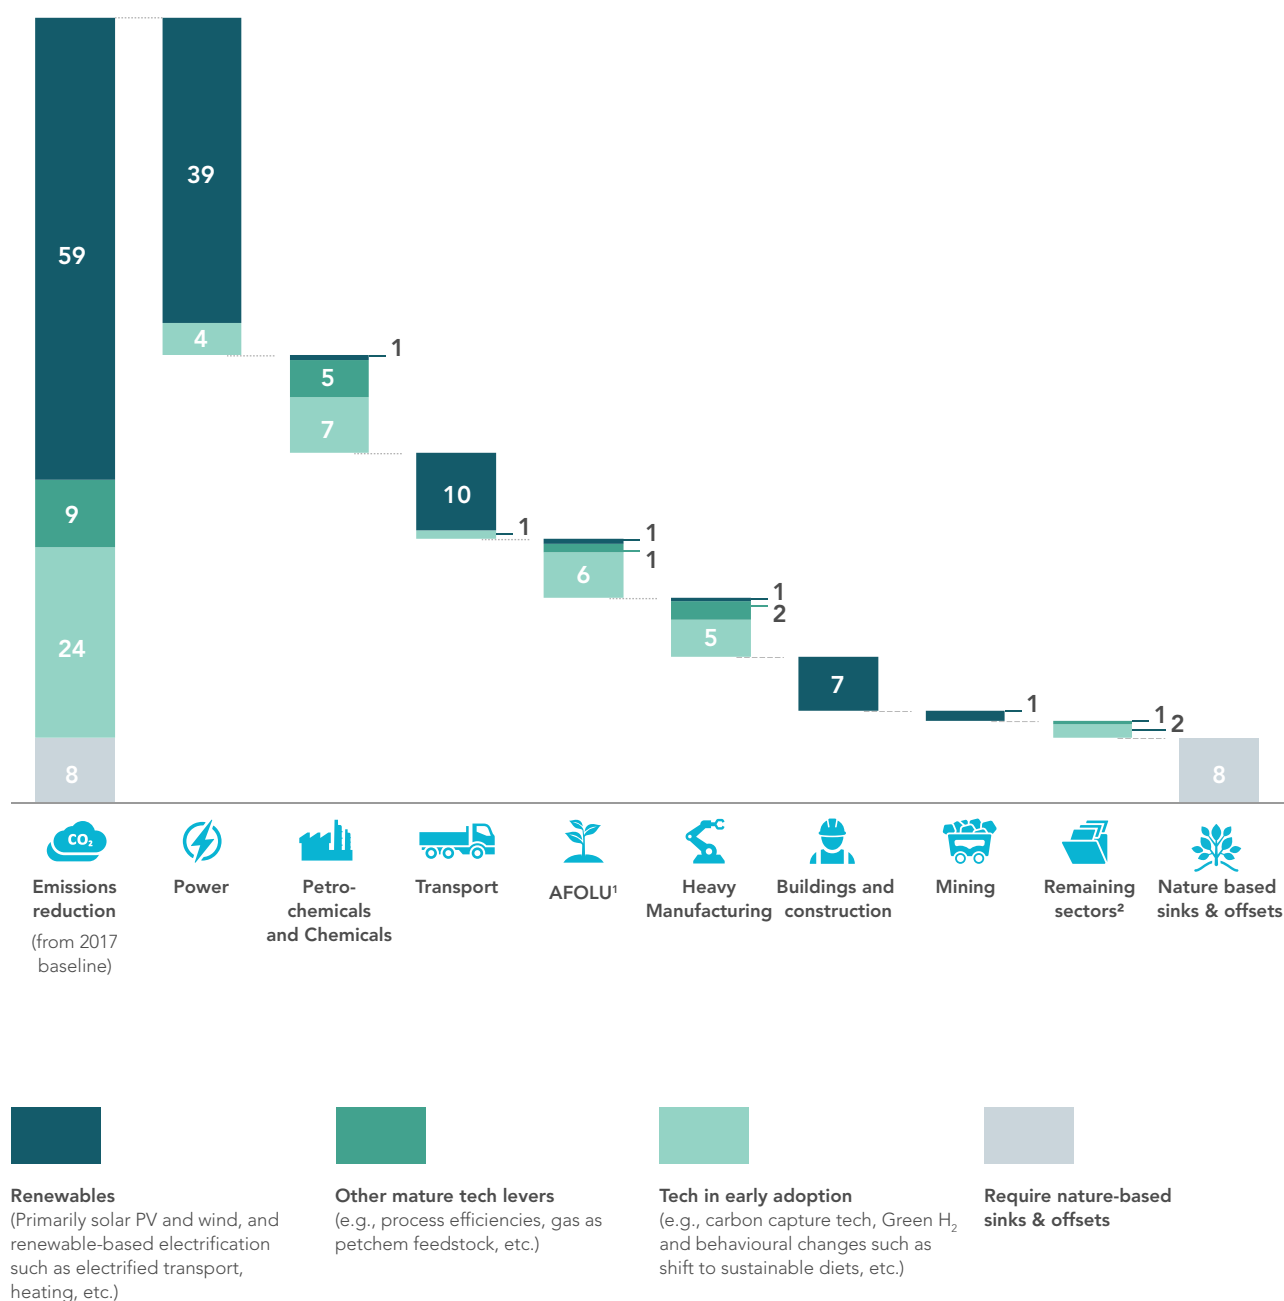 59
9
24
8
39
4
1
5
7
10
1
1
1
6
1
2
5
7
1
1
2
8
CO₂
Emissions
reduction
(from 2017
baseline)
Power
Petro-
chemicals
and Chemicals
Transport
AFOLU¹
Heavy
Manufacturing
Buildings and
construction
Mining
Remaining
sectors²
Nature based
sinks & offsets
Renewables
(Primarily solar PV and wind, and
renewable-based electrification
such as electrified transport,
heating, etc.)
Other mature tech levers
(e.g., process efficiencies, gas as
petchem feedstock, etc.)
Tech in early adoption
(e.g., carbon capture tech, Green H₂
and behavioural changes such as
shift to sustainable diets, etc.)
Require nature-based
sinks & offsets